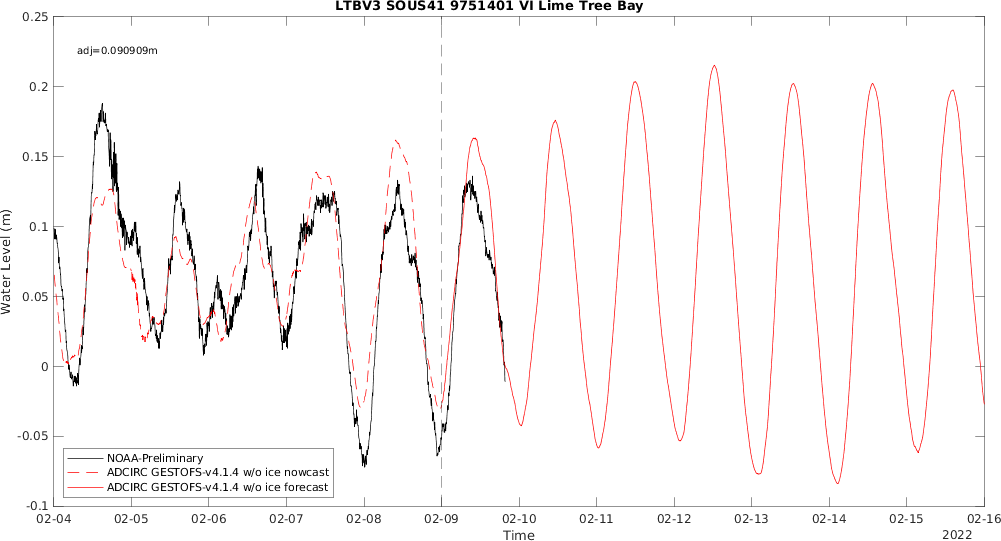 LTBV3 SOUS41 9751401 VI Lime Tree Bay
adj=0.090909m
Water Level (m)
0.25
0.2
0.15
0.1
0.05
0
-0.05
-0.1
NOAA-Preliminary
ADCIRC GESTOFS-v4.1.4 w/o ice nowcast
ADCIRC GESTOFS-v4.1.4 w/o ice forecast
02-04 02-05 02-06 02-07 02-08 02-09 02-10 02-11 02-12 02-13 02-14 02-15 02-16
Time
2022